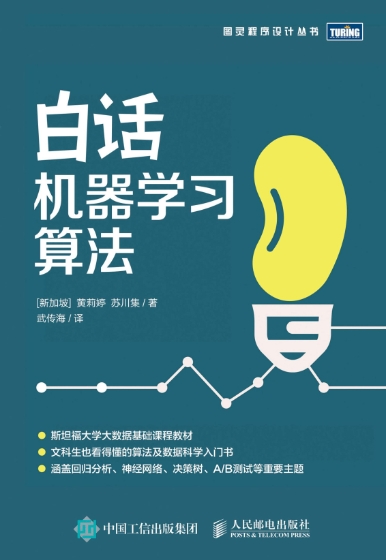 图灵程序设计丛书 TURING
白话
机器学习
算法
[新加坡] 黄莉婷 苏川集 / 著
武传海 / 译
斯坦福大学大数据基础课程教材
文科生也看得懂的算法及数据科学入门书
涵盖回归分析、神经网络、决策树、A/B测试等重要主题
中国工信出版集团 人民邮电出版社
POSTS & TELECOM PRESS